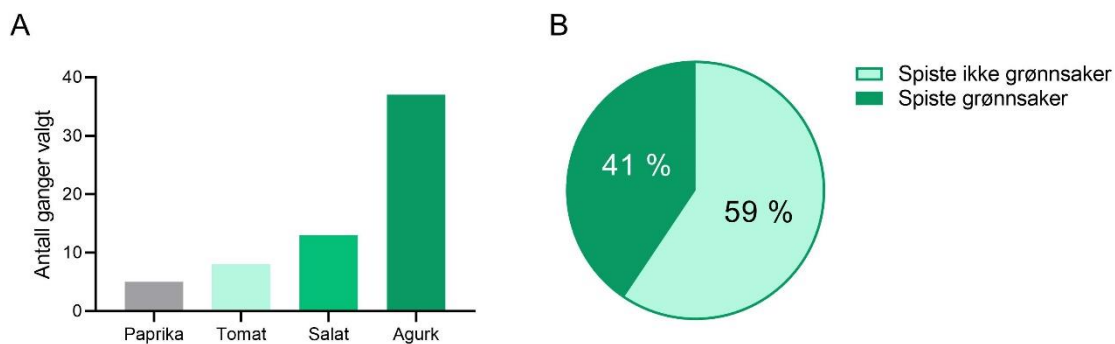 A
Antall ganger valgt
40
30
20
10
0
Paprika Tomat Salat Agurk
B
41 %
59 %
Spiste ikke grønnsaker
Spiste grønnsaker